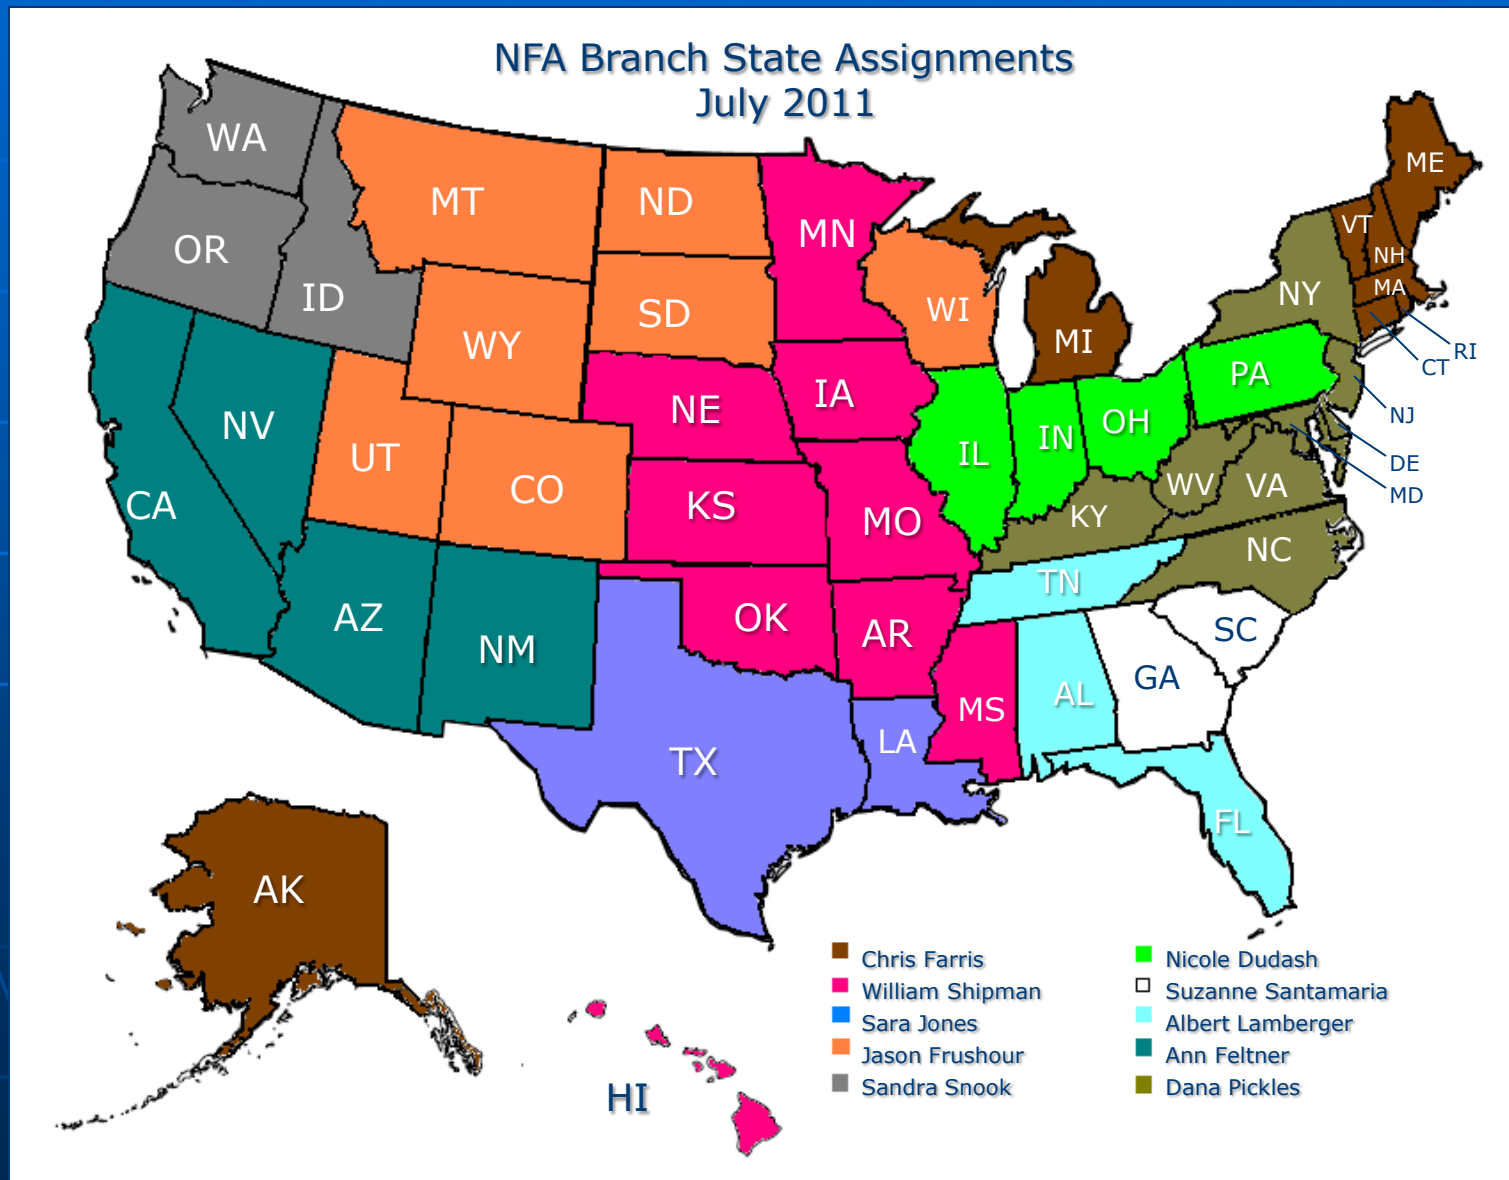 NFA Branch State Assignments
July 2011
WA
OR
ID
MT
ND
MN
SD
WY
WI
MI
ME
VT
NH
MA
NY
RI
CT
NJ
PA
DE
MD
NE
IA
IL
IN
OH
WV
VA
KY
NV
UT
CO
KS
MO
CA
TN
NC
AZ
NM
OK
AR
SC
GA
AL
MS
LA
TX
FL
AK
HI
Chris Farris
William Shipman
Sara Jones
Jason Frushour
Sandra Snook
Nicole Dudash
Suzanne Santamaria
Albert Lamberger
Ann Feltner
Dana Pickles